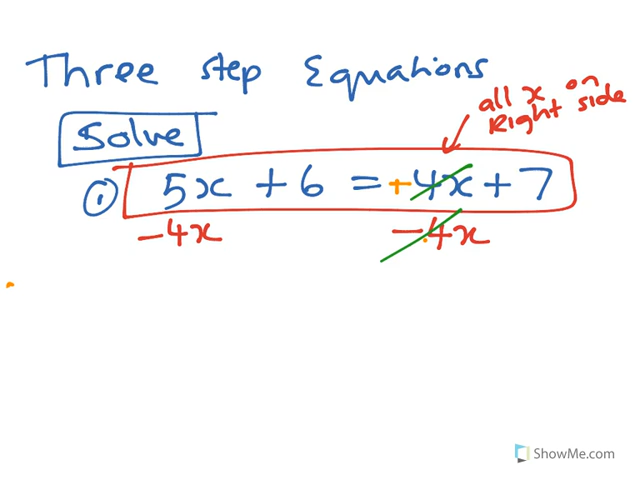 Three step Equations
all x on
Right side
Solve
① 5x + 6 = +4x + 7
-4x -4x
ShowMe.com